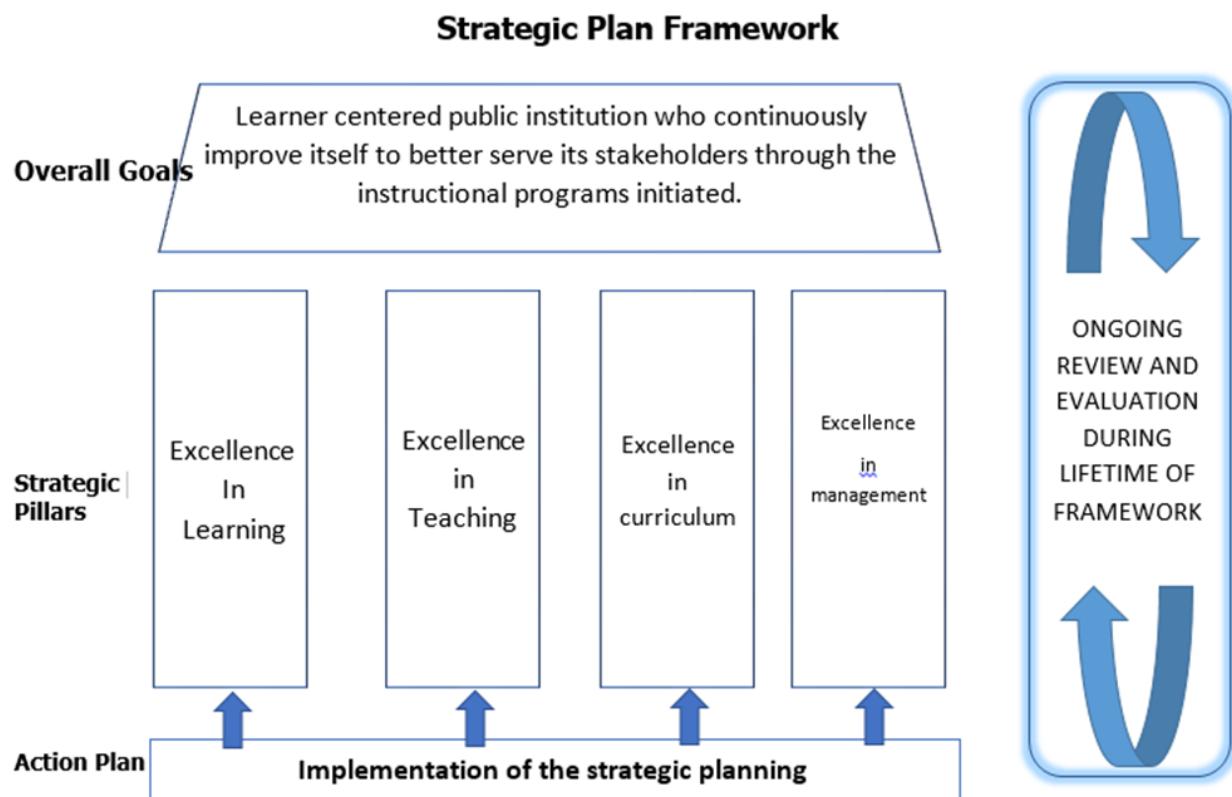 Strategic Plan Framework
Overall Goals
Learner centered public institution who continuously
improve itself to better serve its stakeholders through the
instructional programs initiated.
Strategic
Pillars
Excellence
In
Learning
Excellence
in
Teaching
Excellence
in
curriculum
Excellence
in
management
Action Plan
Implementation of the strategic planning
ONGOING
REVIEW AND
EVALUATION
DURING
LIFETIME OF
FRAMEWORK